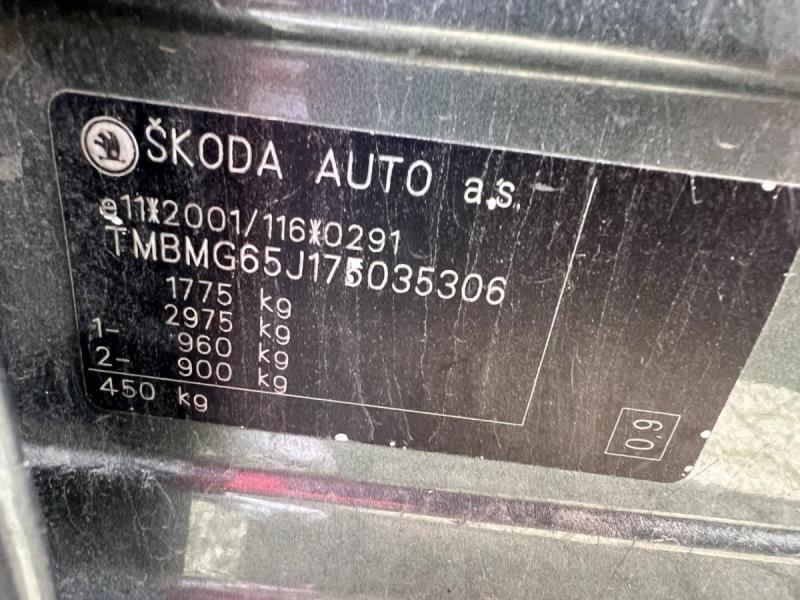 ŠKODA AUTO a.s.
e11*2001/116*0291
TMBMG65J175035306
1775 kg
2975 kg
1- 960 kg
2- 900 kg
450 kg
0,9